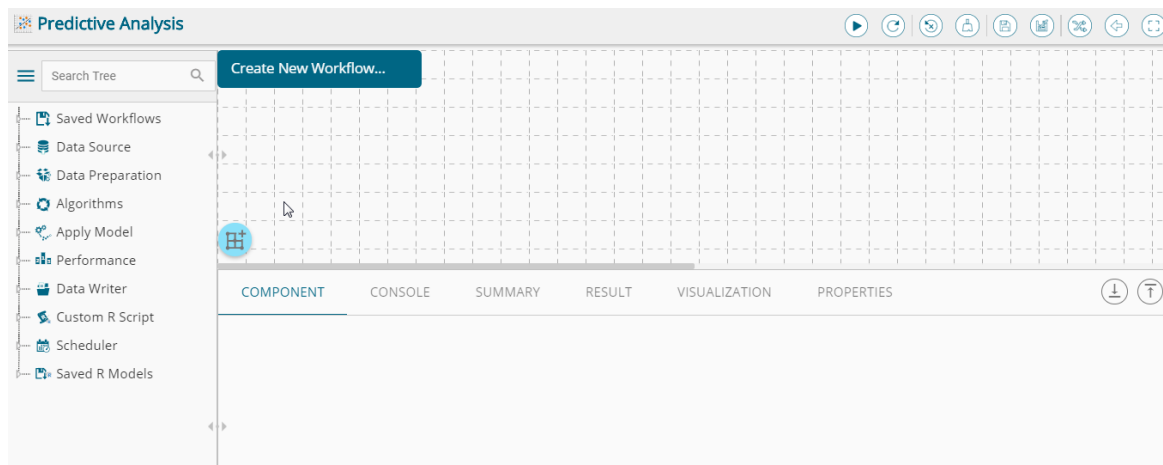 Predictive Analysis
Search Tree
Create New Workflow...
Saved Workflows
Data Source
Data Preparation
Algorithms
Apply Model
Performance
Data Writer
Custom R Script
Scheduler
Saved R Models
COMPONENT CONSOLE SUMMARY RESULT VISUALIZATION PROPERTIES